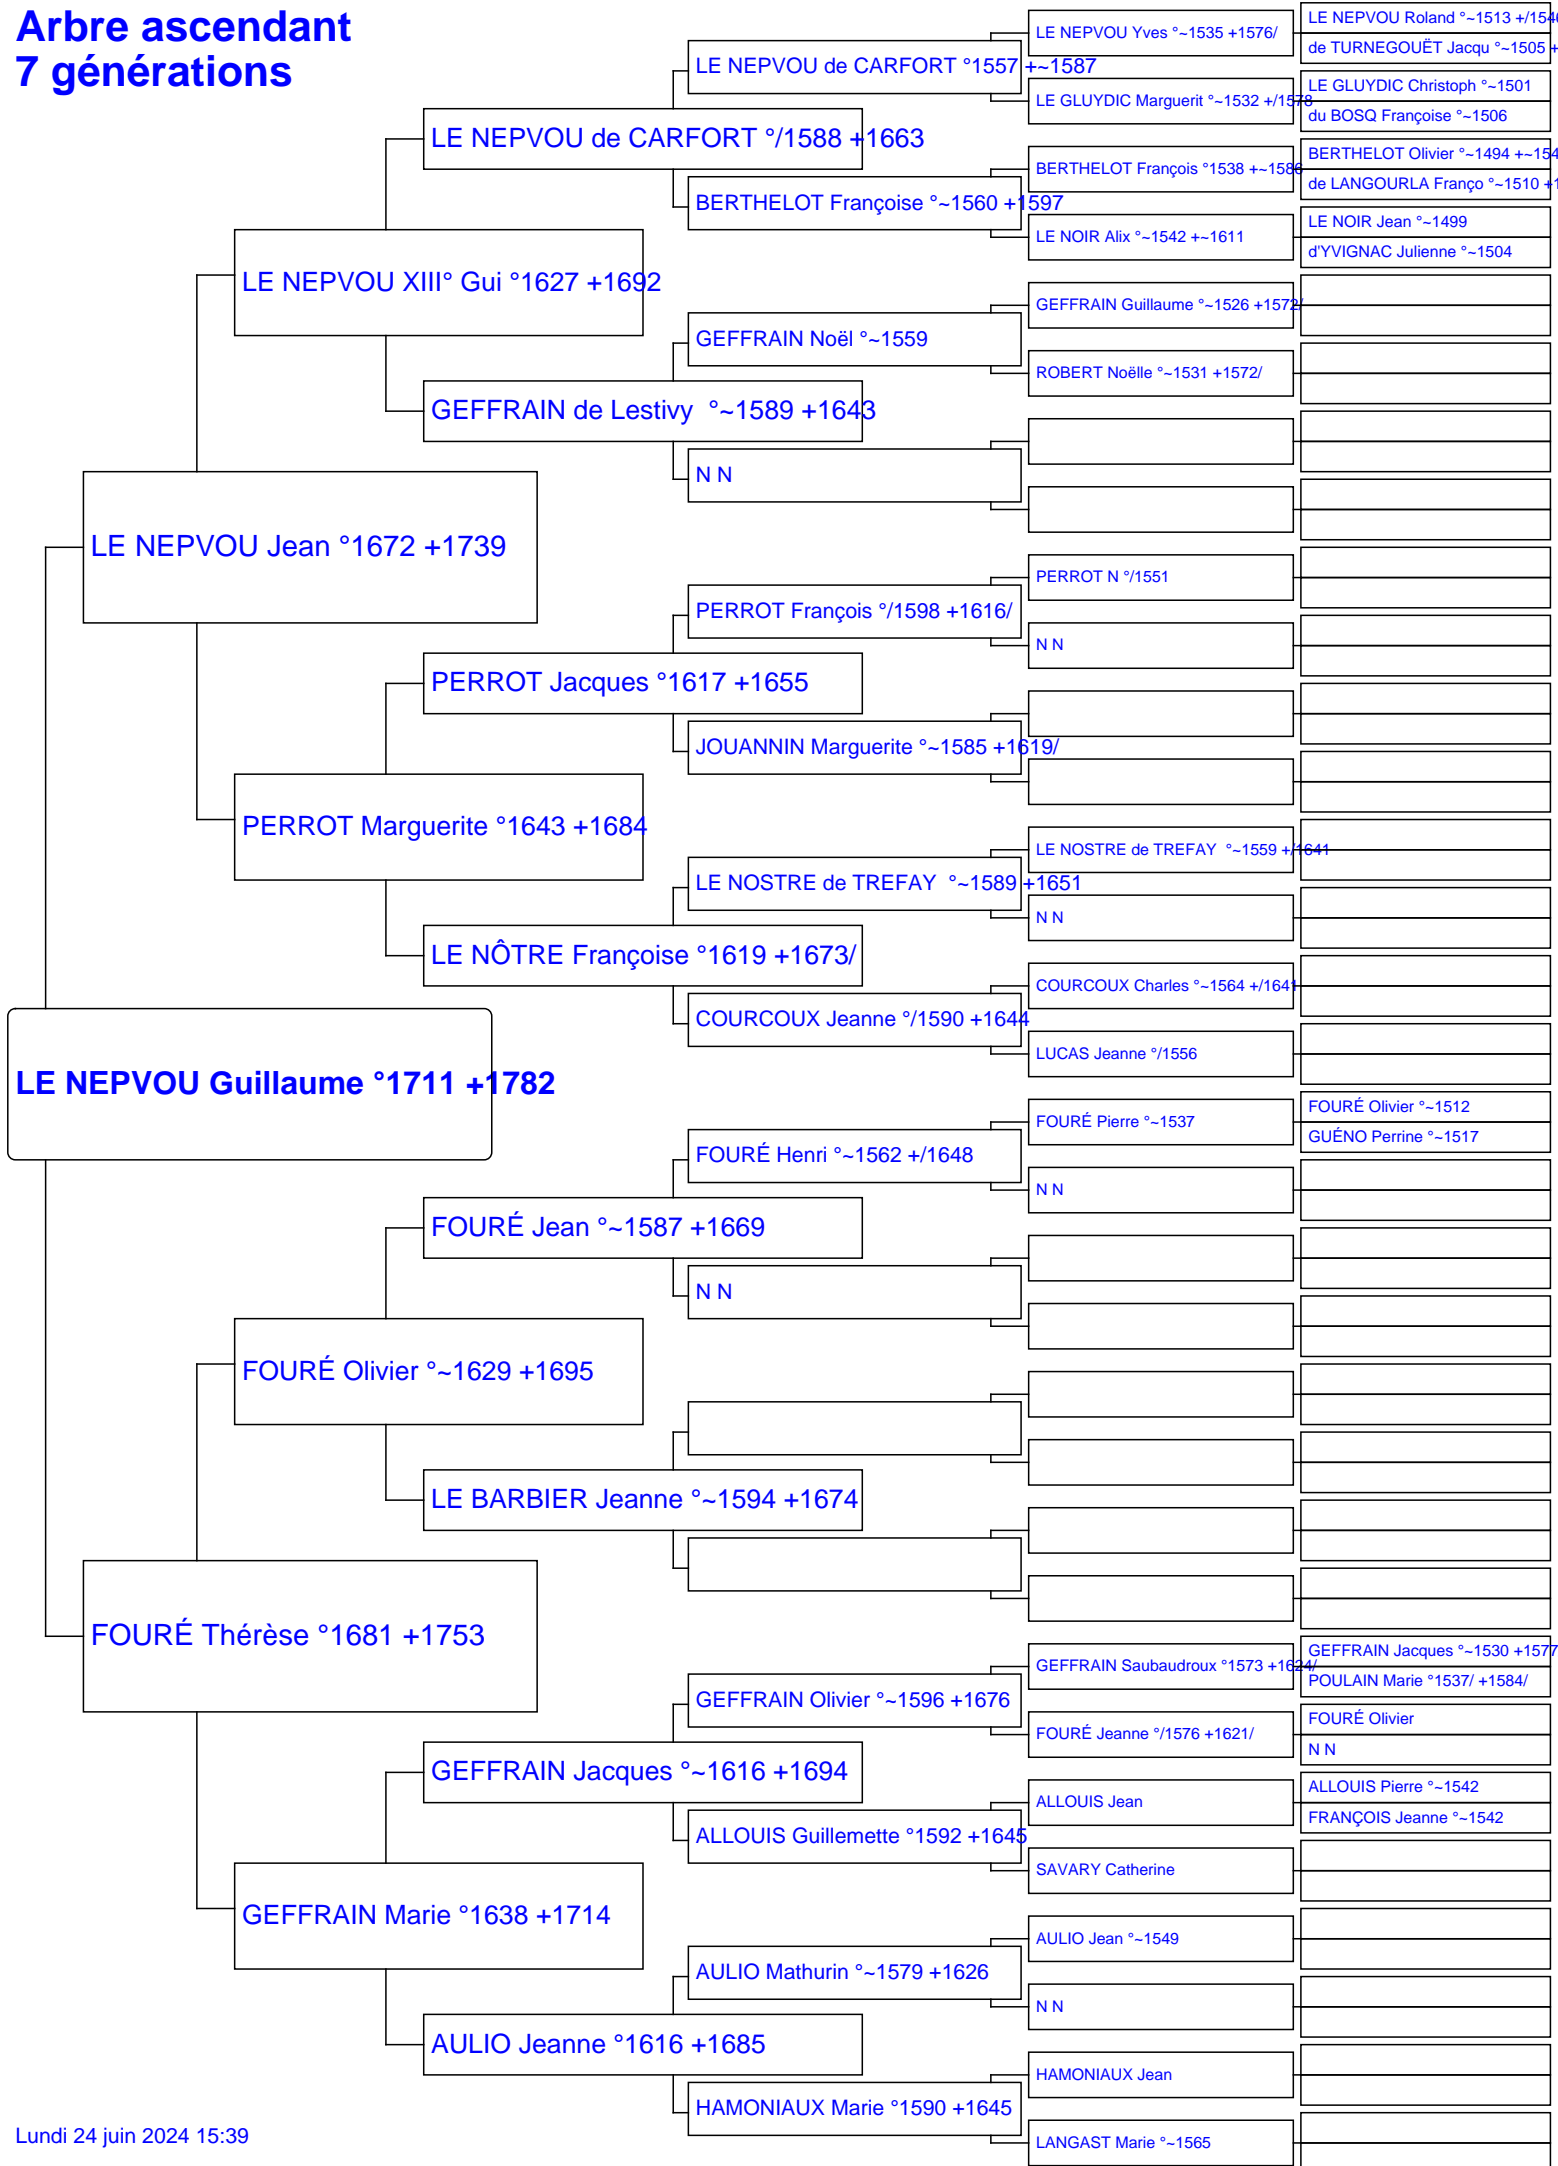 Arbre ascendant
7 générations
LE NEPVOU Guillaume °1711 +1782
LE NEPVOU Jean °1672 +1739
FOURÉ Thérèse °1681 +1753
LE NEPVOU XIII° Gui °1627 +1692
PERROT Marguerite °1643 +1684
FOURÉ Olivier °~1629 +1695
GEFFRAIN Marie °1638 +1714
LE NEPVOU de CARFORT °/1588 +1663
GEFFRAIN de Lestivy °~1589 +1643
PERROT Jacques °1617 +1655
LE NÔTRE Françoise °1619 +1673/
FOURÉ Jean °~1587 +1669
LE BARBIER Jeanne °~1594 +1674
GEFFRAIN Jacques °~1616 +1694
AULIO Jeanne °1616 +1685
LE NEPVOU de CARFORT °1557 +~1587
BERTHELOT Françoise °~1560 +1597
GEFFRAIN Noël °~1559
N N
PERROT François °/1598 +1616/
JOUANNIN Marguerite °~1585 +1619/
LE NOSTRE de TREFAY °~1589 +1651
COURCOUX Jeanne °/1590 +1644
FOURÉ Henri °~1562 +/1648
N N
GEFFRAIN Olivier °~1596 +1676
ALLOUIS Guillemette °1592 +1645
AULIO Mathurin °~1579 +1626
HAMONIAUX Marie °1590 +1645
LE NEPVOU Yves °~1535 +1576/
LE GLUYDIC Marguerit °~1532 +/1578
BERTHELOT François °1538 +~1586
LE NOIR Alix °~1542 +~1611
GEFFRAIN Guillaume °~1526 +1572/
ROBERT Noëlle °~1531 +1572/
PERROT N °/1551
N N
LE NOSTRE de TREFAY °~1559 +/1641
N N
COURCOUX Charles °~1564 +/1641
LUCAS Jeanne °/1556
FOURÉ Pierre °~1537
N N
GEFFRAIN Saubaudroux °1573 +1624/
FOURÉ Jeanne °/1576 +1621/
ALLOUIS Jean
SAVARY Catherine
AULIO Jean °~1549
N N
HAMONIAUX Jean
LANGAST Marie °~1565
LE NEPVOU Roland °~1513 +/1540
de TURNEGOUËT Jacqu °~1505 +
LE GLUYDIC Christoph °~1501
du BOSQ Françoise °~1506
BERTHELOT Olivier °~1494 +~154
de LANGOURLA Franço °~1510 +1
LE NOIR Jean °~1499
d'YVIGNAC Julienne °~1504
FOURÉ Olivier °~1512
GUÉNO Perrine °~1517
GEFFRAIN Jacques °~1530 +1577
POULAIN Marie °1537/ +1584/
FOURÉ Olivier
N N
ALLOUIS Pierre °~1542
FRANÇOIS Jeanne °~1542
Lundi 24 juin 2024 15:39